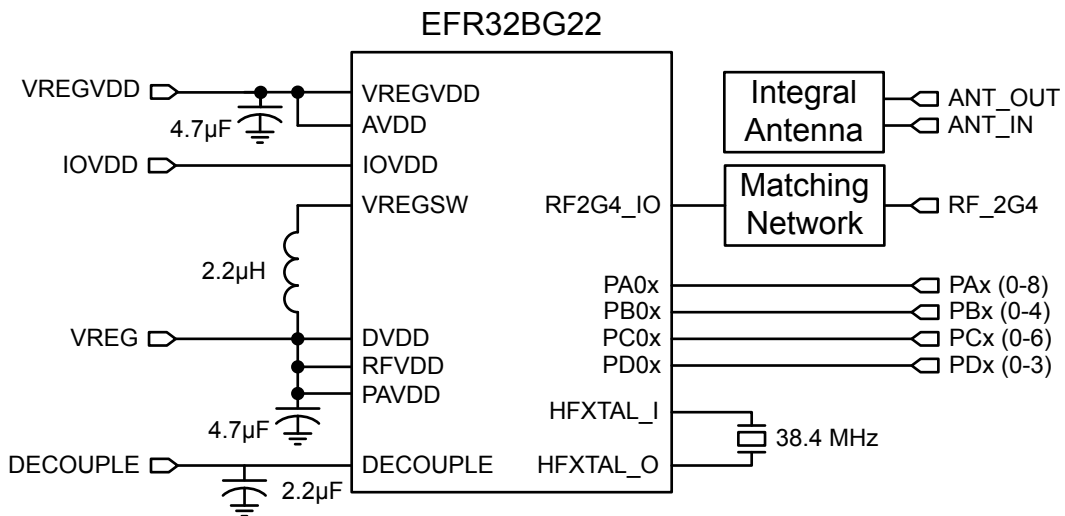 EFR32BG22
VREGVDD
4.7µF
IOVDD
2.2µH
VREG
4.7µF
DECOUPLE
2.2µF
VREGVDD
AVDD
IOVDD
VREGSW
DVDD
RFVDD
PAVDD
DECOUPLE
RF2G4_IO
PA0x
PB0x
PC0x
PD0x
HFXTAL_I
HFXTAL_O
Integral
Antenna
ANT_OUT
ANT_IN
Matching
Network
RF_2G4
PAx (0-8)
PBx (0-4)
PCx (0-6)
PDx (0-3)
38.4 MHz